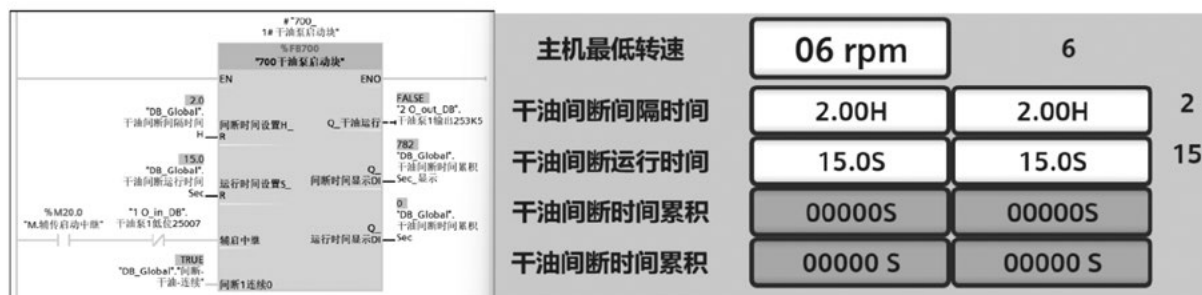 #"700_
1#干油泵启动块"
%FB700
"700干油泵启动块"
EN
ENO
2.0
"DB_Global".
干油间断间隔时间
H
间断时间设置H_
R
15.0
"DB_Global".
干油间断运行时间
Sec
运行时间设置S_
R
%M20.0
"M.辅传启动中继"
"1 O_in_DB".
干油泵1低位25007
辅启中继
TRUE
"DB_Global"."间断-
干油-连续"
间断1连续0
Q_干油运行
FALSE
"2 O_out_DB".
干油泵1输出253K5
Q_
间断时间显示DI
782
"DB_Global".
干油间断时间累积
Sec_显示
Q_
运行时间显示DI
0
"DB_Global".
干油间断时间累积
Sec
主机最低转速 06 rpm 6
干油间断间隔时间 2.00H 2.00H 2
干油间断运行时间 15.0S 15.0S 15
干油间断时间累积 00000S 00000S
干油间断时间累积 00000 S 00000 S